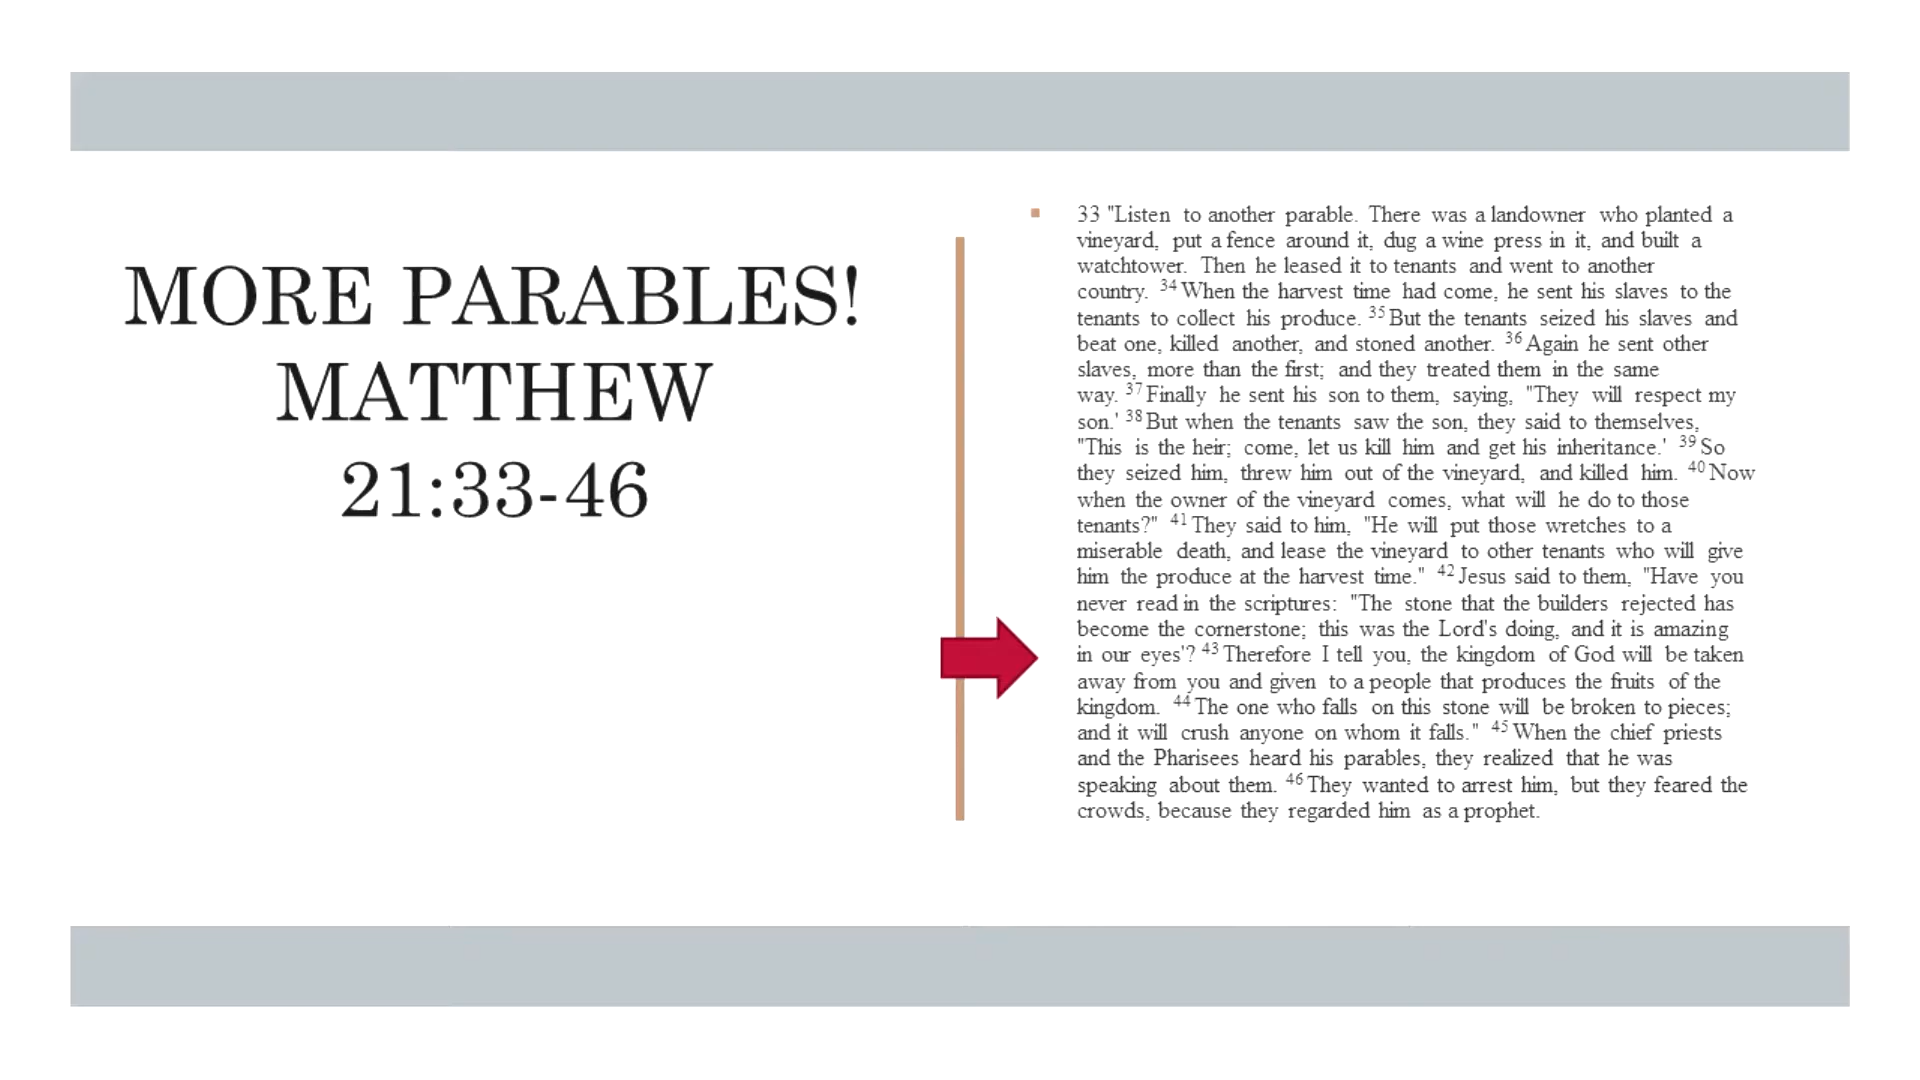 MORE PARABLES!
MATTHEW
21:33-46
33 "Listen to another parable. There was a landowner who planted a
vineyard, put a fence around it, dug a wine press in it, and built a
watchtower. Then he leased it to tenants and went to another
country. 34 When the harvest time had come, he sent his slaves to the
tenants to collect his produce. 35 But the tenants seized his slaves and
beat one, killed another, and stoned another. 36 Again he sent other
slaves, more than the first; and they treated them in the same
way. 37 Finally he sent his son to them, saying, "They will respect my
son.' 38 But when the tenants saw the son, they said to themselves,
"This is the heir; come, let us kill him and get his inheritance.' 39 So
they seized him, threw him out of the vineyard, and killed him. 40 Now
when the owner of the vineyard comes, what will he do to those
tenants?" 41 They said to him, "He will put those wretches to a
miserable death, and lease the vineyard to other tenants who will give
him the produce at the harvest time." 42 Jesus said to them, "Have you
never read in the scriptures: "The stone that the builders rejected has
become the cornerstone; this was the Lord's doing, and it is amazing
in our eyes'? 43 Therefore I tell you, the kingdom of God will be taken
away from you and given to a people that produces the fruits of the
kingdom. 44 The one who falls on this stone will be broken to pieces;
and it will crush anyone on whom it falls." 45 When the chief priests
and the Pharisees heard his parables, they realized that he was
speaking about them. 46 They wanted to arrest him, but they feared the
crowds, because they regarded him as a prophet.